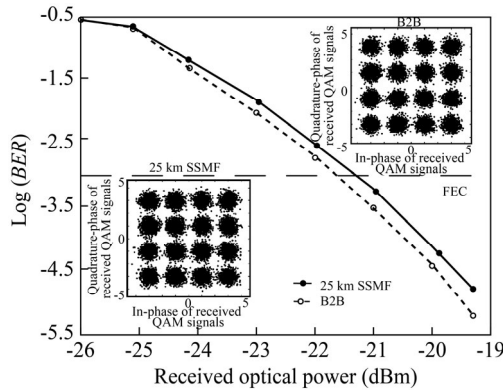 B2B
5
0
-5
0
5
Quadrature-phase of
received QAM signals
In-phase of received
QAM signals
-0.5
-1.5
-2.5
-3.5
-4.5
-5.5
Log (BER)
25 km SSMF
FEC
5
0
-5
0
5
Quadrature-phase of
received QAM signals
In-phase of received
QAM signals
25 km SSMF
B2B
-26
-25
-24
-23
-22
-21
-20
-19
Received optical power (dBm)